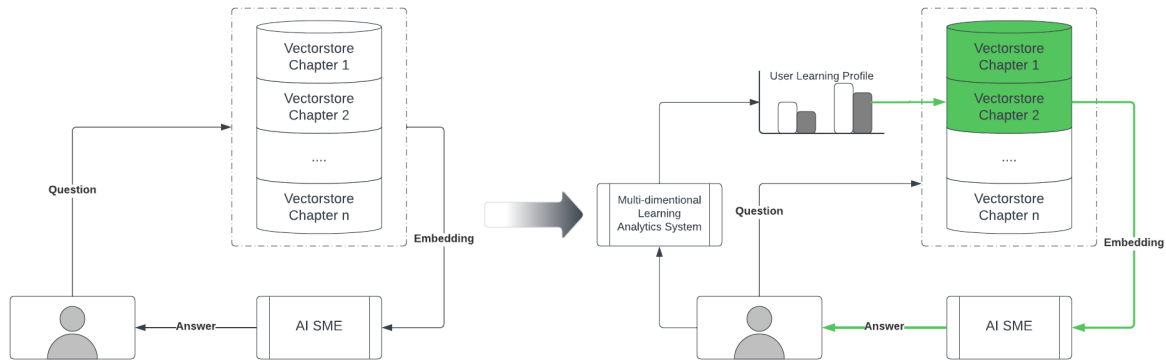 Vectorstore
Chapter 1
Vectorstore
Chapter 2
....
Vectorstore
Chapter n
Question
Embedding
Answer
AI SME
User Learning Profile
Multi-dimentional
Learning
Analytics System
Vectorstore
Chapter 1
Vectorstore
Chapter 2
....
Vectorstore
Chapter n
Question
Embedding
Answer
AI SME